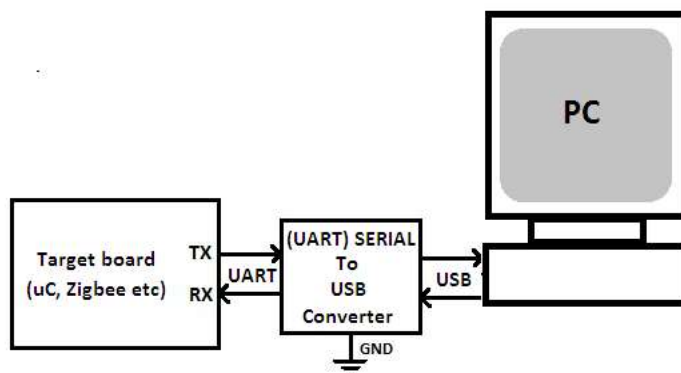 PC
Target board
(uC, Zigbee etc)
TX
RX
UART
(UART) SERIAL
To
USB
Converter
USB
GND